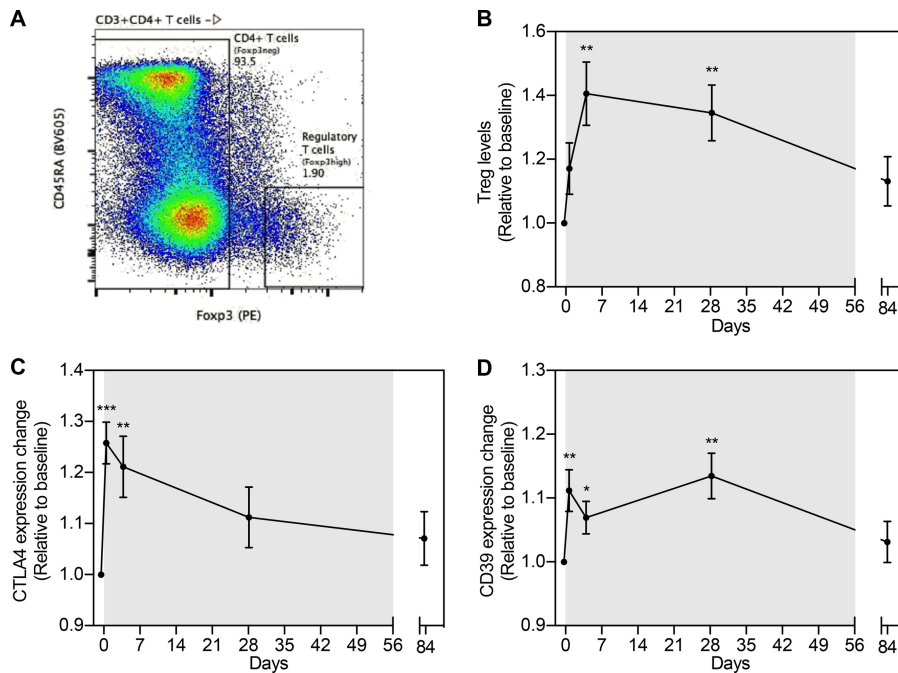 A
CD3+CD4+ T cells -▷
CD4+ T cells
(Foxp3neg)
93.5
Regulatory
T cells
(Foxp3high)
1.90
CD45RA (BV605)
Foxp3 (PE)
B
Treg levels
(Relative to baseline)
1.6
1.4
1.2
1.0
0.8
**
**
0 7 14 21 28 35 42 49 56 84
Days
C
CTLA4 expression change
(Relative to baseline)
1.4
1.3
1.2
1.1
1.0
0.9
***
**
0 7 14 21 28 35 42 49 56 84
Days
D
CD39 expression change
(Relative to baseline)
1.3
1.2
1.1
1.0
0.9
**
*
**
0 7 14 21 28 35 42 49 56 84
Days